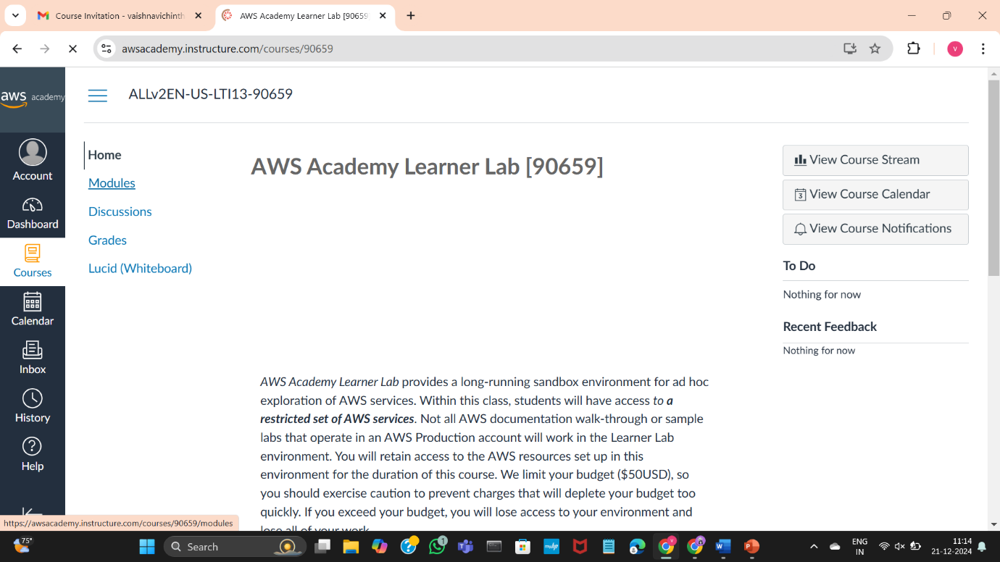 Course Invitation - vaishnavichinth
AWS Academy Learner Lab [90659
awsacademy.instructure.com/courses/90659
V
aws academy
ALLv2EN-US-LTI13-90659
Account
Dashboard
Courses
Calendar
Inbox
History
Help
Home
Modules
Discussions
Grades
Lucid (Whiteboard)
AWS Academy Learner Lab [90659]
AWS Academy Learner Lab provides a long-running sandbox environment for ad hoc
exploration of AWS services. Within this class, students will have access to a
restricted set of AWS services. Not all AWS documentation walk-through or sample
labs that operate in an AWS Production account will work in the Learner Lab
environment. You will retain access to the AWS resources set up in this
environment for the duration of this course. We limit your budget ($50USD), so
you should exercise caution to prevent charges that will deplete your budget too
quickly. If you exceed your budget, you will lose access to your environment and
lose all of your work.
View Course Stream
3
View Course Calendar
View Course Notifications
To Do
Nothing for now
Recent Feedback
Nothing for now
https://awsacademy.instructure.com/courses/90659/modules
75°
Search
1
myhp
V
W
P
ENG
IN
11:14
21-12-2024